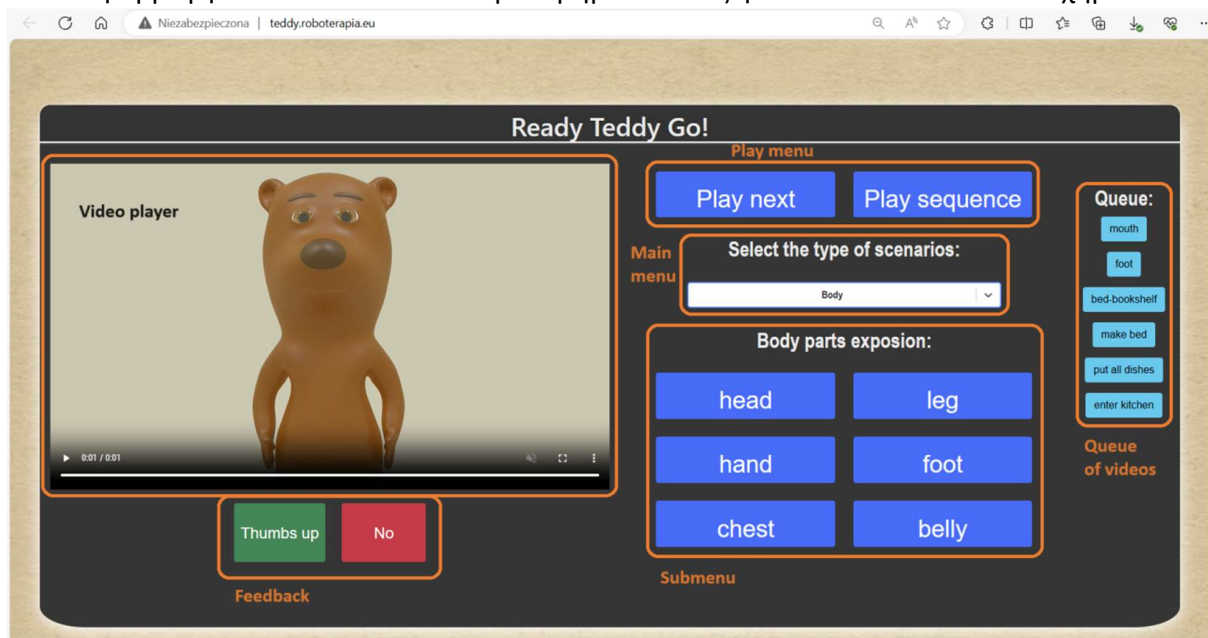 Niezabezpieczona | teddy.roboterapia.eu
Ready Teddy Go!
Video player
0:01 / 0:01
Thumbs up
No
Feedback
Play menu
Play next
Play sequence
Main
menu
Select the type of scenarios:
Body
Body parts exposion:
head
leg
hand
foot
chest
belly
Submenu
Queue:
mouth
foot
bed-bookshelf
make bed
put all dishes
enter kitchen
Queue
of videos